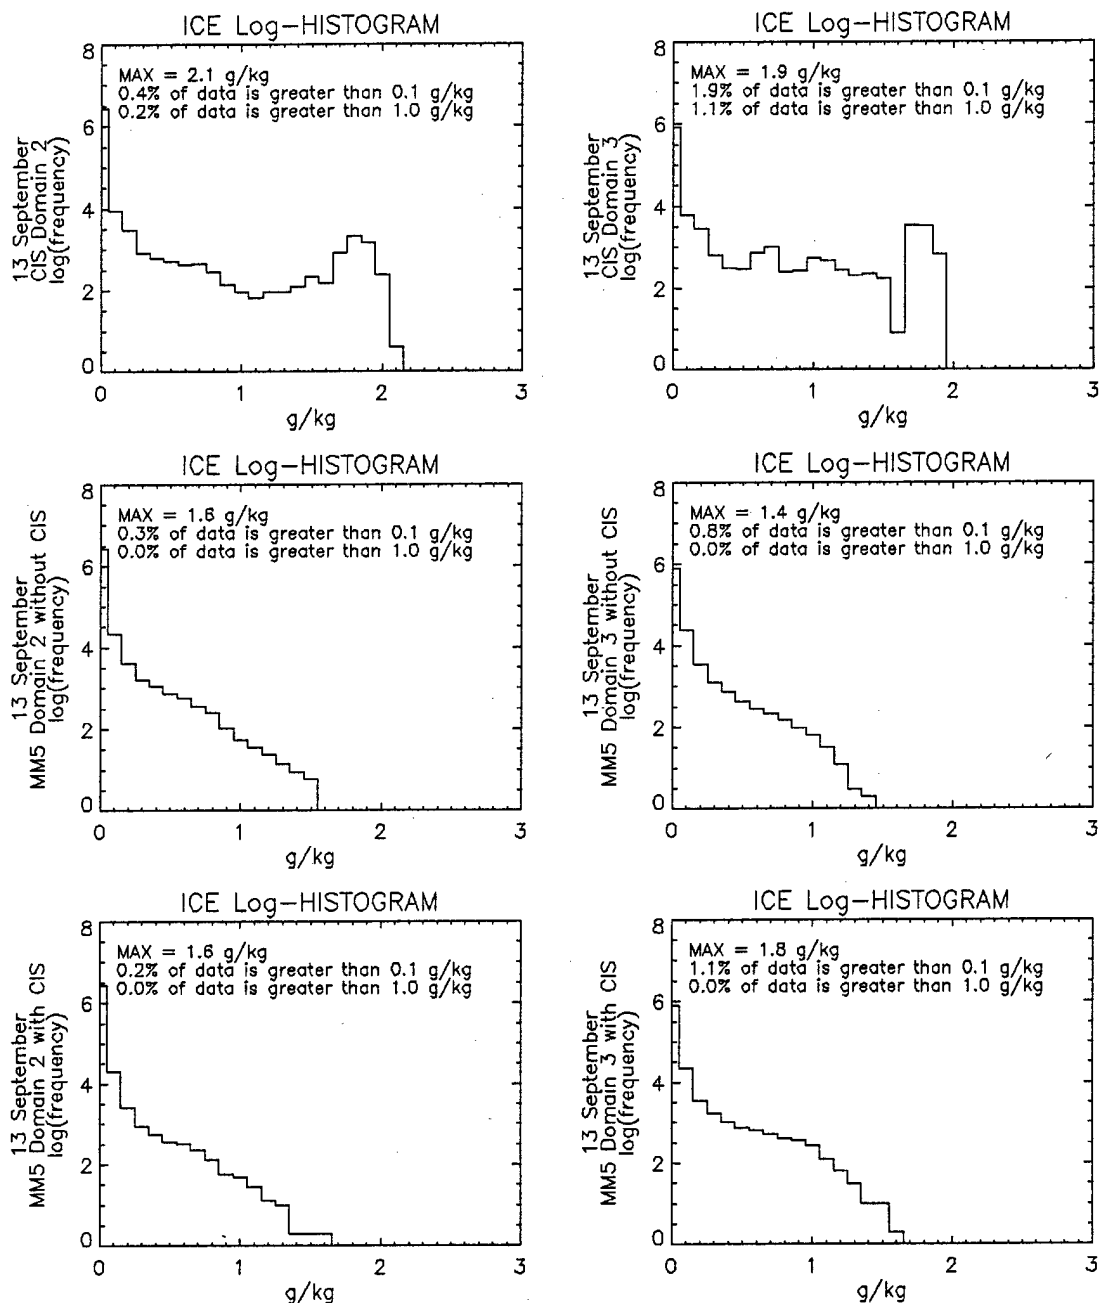 ICE Log-HISTOGRAM
8
6
4
2
0
MAX = 2.1 g/kg
0.4% of data is greater than 0.1 g/kg
0.2% of data is greater than 1.0 g/kg
13 September
CIS Domain 2
log(frequency)
0 1 2 3
g/kg
ICE Log-HISTOGRAM
8
6
4
2
0
MAX = 1.9 g/kg
1.9% of data is greater than 0.1 g/kg
1.1% of data is greater than 1.0 g/kg
13 September
CIS Domain 3
log(frequency)
0 1 2 3
g/kg
ICE Log-HISTOGRAM
8
6
4
2
0
MAX = 1.6 g/kg
0.3% of data is greater than 0.1 g/kg
0.0% of data is greater than 1.0 g/kg
13 September
MM5 Domain 2 without CIS
log(frequency)
0 1 2 3
g/kg
ICE Log-HISTOGRAM
8
6
4
2
0
MAX = 1.4 g/kg
0.8% of data is greater than 0.1 g/kg
0.0% of data is greater than 1.0 g/kg
13 September
MM5 Domain 3 without CIS
log(frequency)
0 1 2 3
g/kg
ICE Log-HISTOGRAM
8
6
4
2
0
MAX = 1.6 g/kg
0.2% of data is greater than 0.1 g/kg
0.0% of data is greater than 1.0 g/kg
13 September
MM5 Domain 2 with CIS
log(frequency)
0 1 2 3
g/kg
ICE Log-HISTOGRAM
8
6
4
2
0
MAX = 1.8 g/kg
1.1% of data is greater than 0.1 g/kg
0.0% of data is greater than 1.0 g/kg
13 September
MM5 Domain 3 with CIS
log(frequency)
0 1 2 3
g/kg